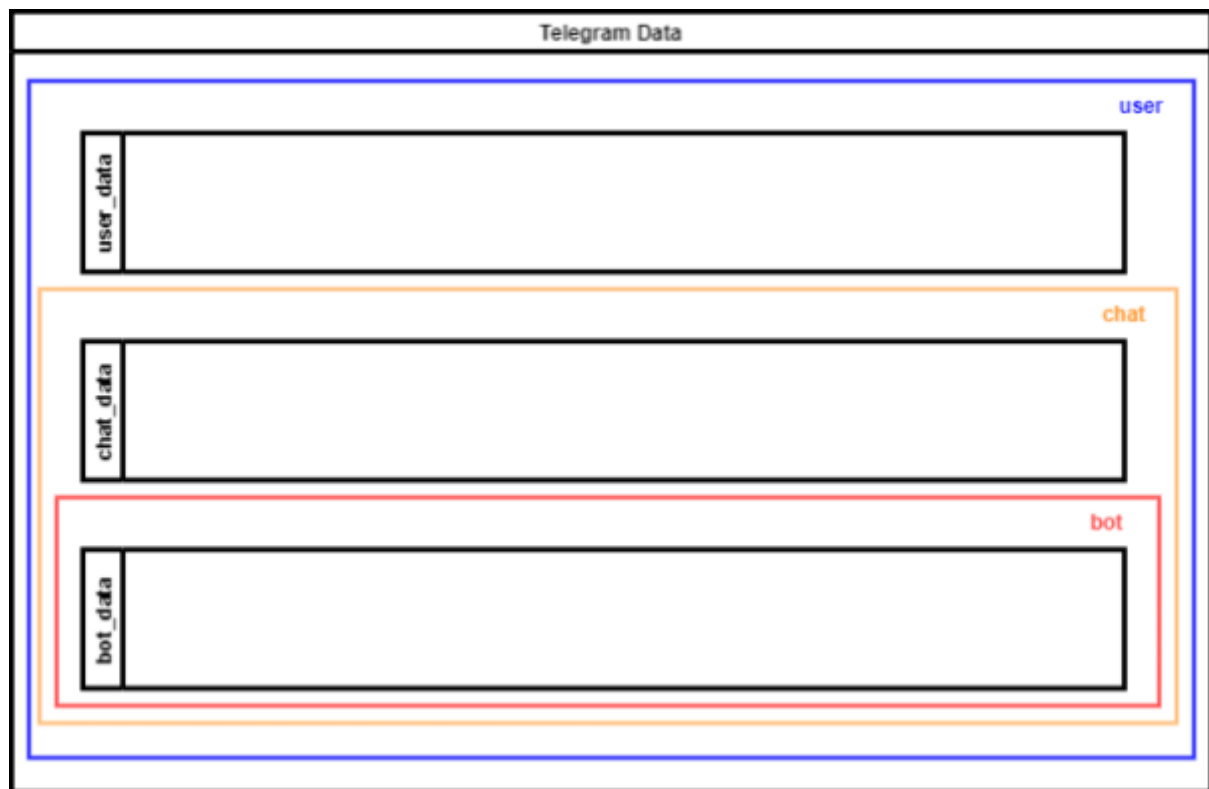 Telegram Data
user
user_data
chat
chat_data
bot
bot_data